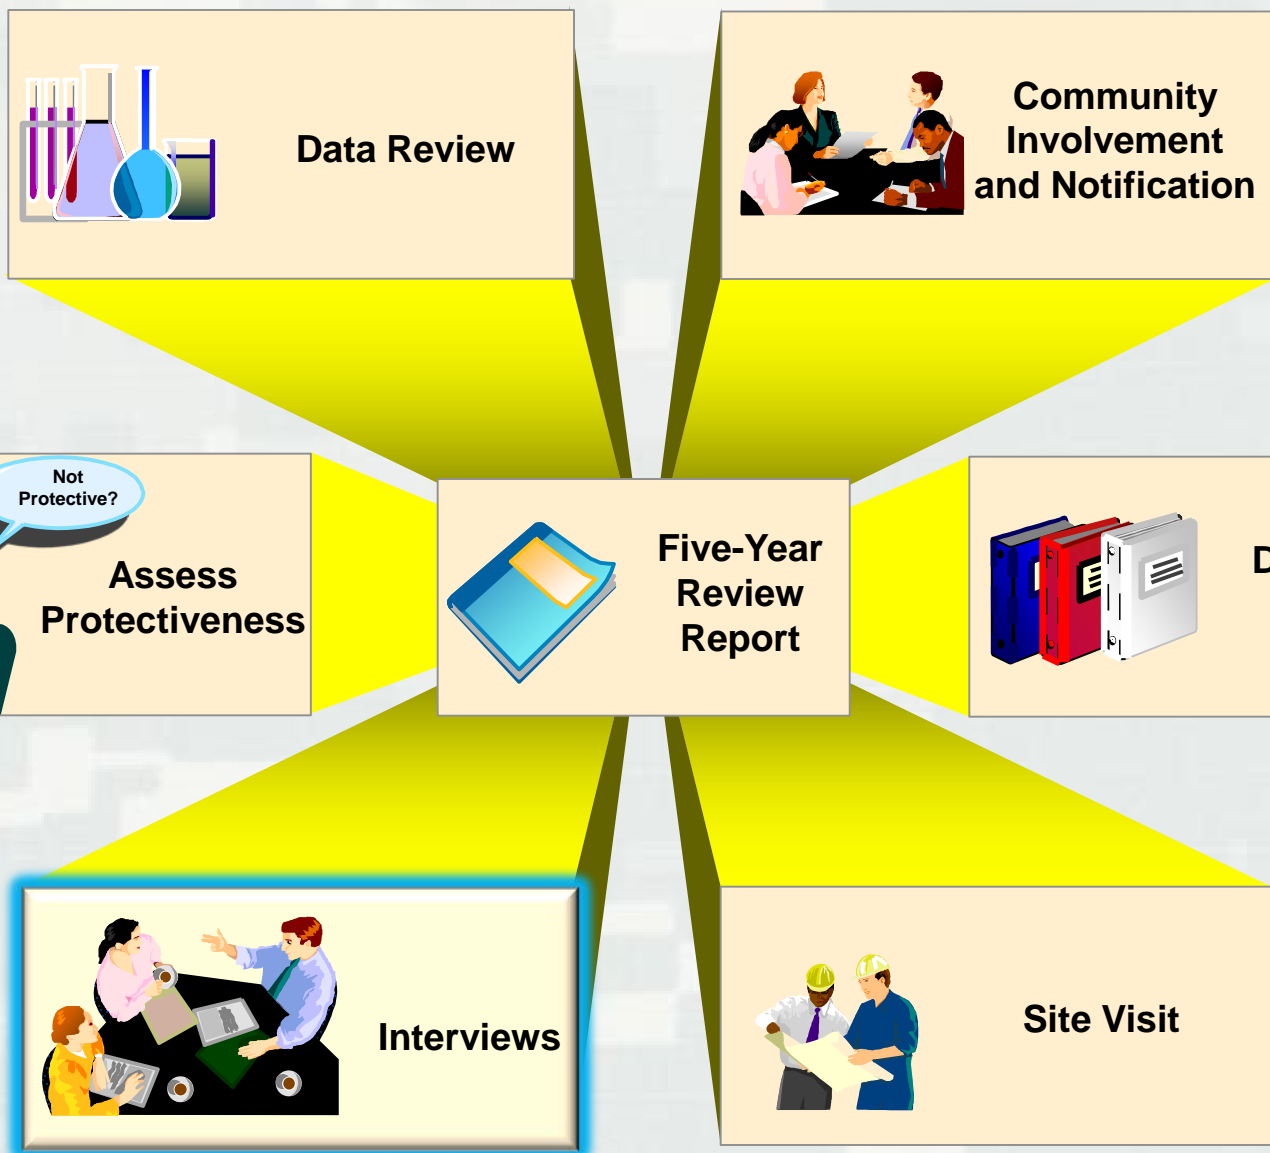 Data Review
Community
Involvement
and Notification
Not
Protective?
Assess
Protectiveness
Five-Year
Review
Report
D
Interviews
Site Visit